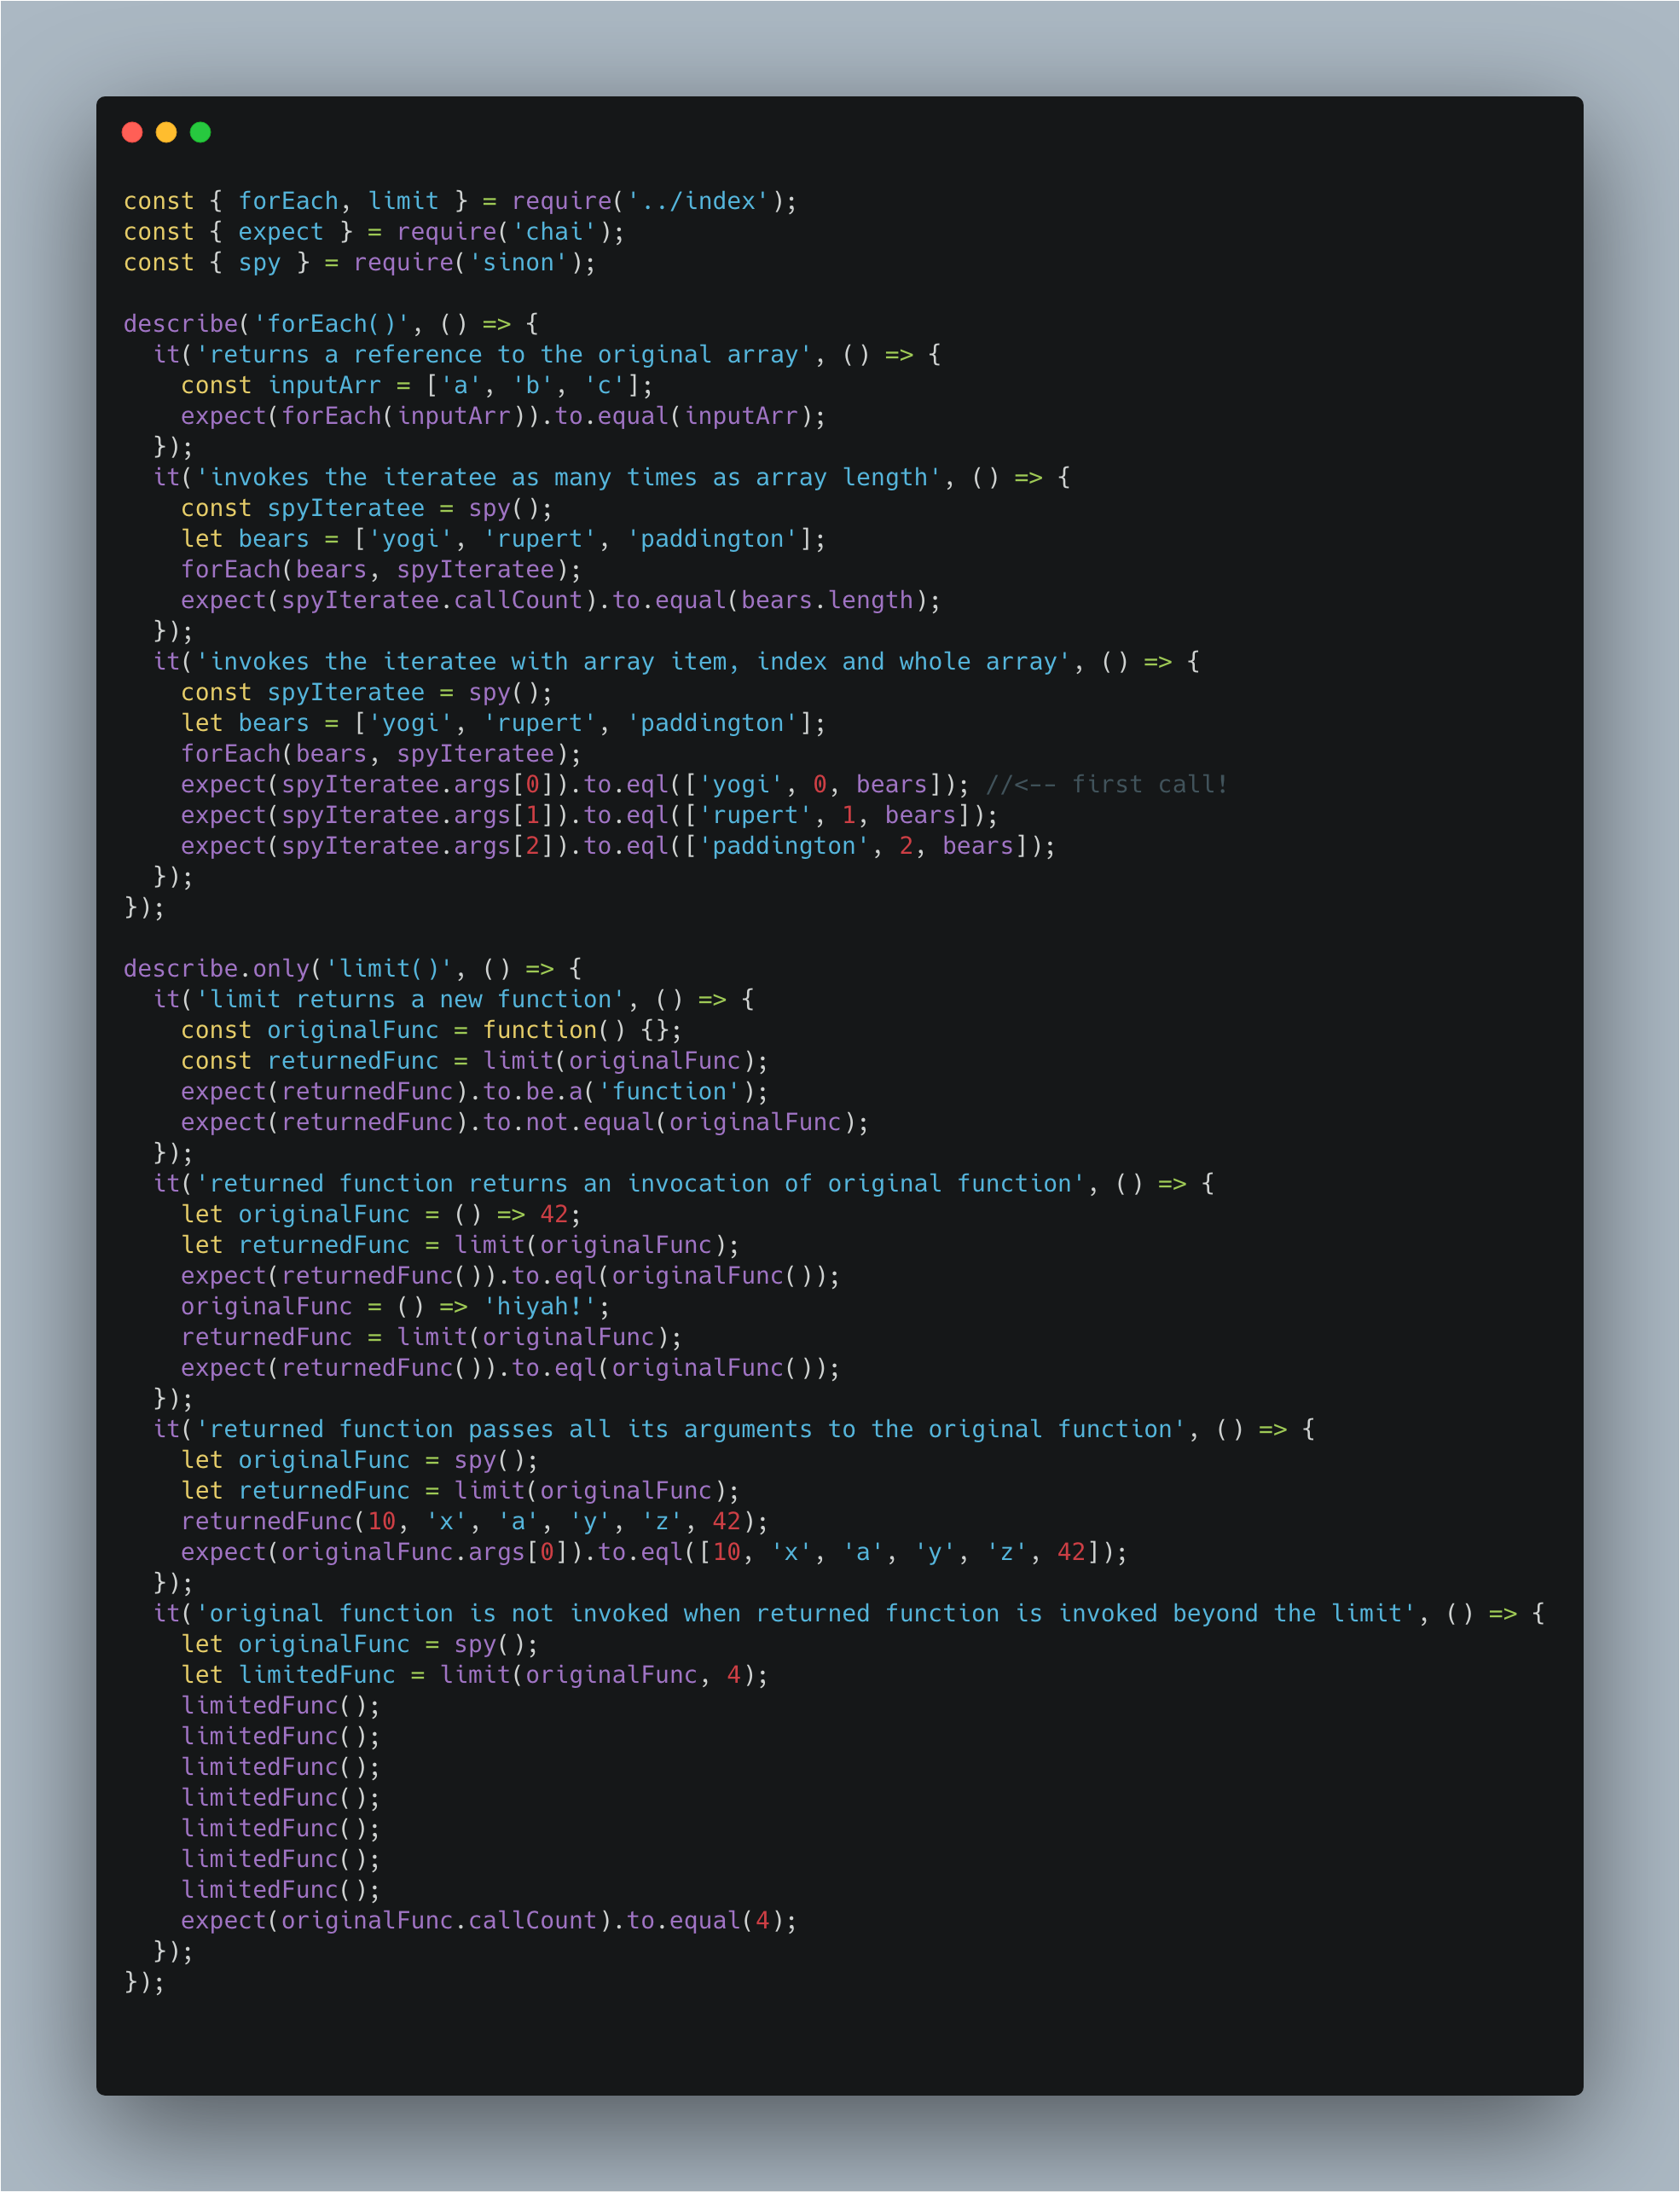 const { forEach, limit } = require('../index');
const { expect } = require('chai');
const { spy } = require('sinon');

describe('forEach()', () => {
  it('returns a reference to the original array', () => {
    const inputArr = ['a', 'b', 'c'];
    expect(forEach(inputArr)).to.equal(inputArr);
  });
  it('invokes the iteratee as many times as array length', () => {
    const spyIteratee = spy();
    let bears = ['yogi', 'rupert', 'paddington'];
    forEach(bears, spyIteratee);
    expect(spyIteratee.callCount).to.equal(bears.length);
  });
  it('invokes the iteratee with array item, index and whole array', () => {
    const spyIteratee = spy();
    let bears = ['yogi', 'rupert', 'paddington'];
    forEach(bears, spyIteratee);
    expect(spyIteratee.args[0]).to.eql(['yogi', 0, bears]); //<-- first call!
    expect(spyIteratee.args[1]).to.eql(['rupert', 1, bears]);
    expect(spyIteratee.args[2]).to.eql(['paddington', 2, bears]);
  });
});

describe.only('limit()', () => {
  it('limit returns a new function', () => {
    const originalFunc = function() {};
    const returnedFunc = limit(originalFunc);
    expect(returnedFunc).to.be.a('function');
    expect(returnedFunc).to.not.equal(originalFunc);
  });
  it('returned function returns an invocation of original function', () => {
    let originalFunc = () => 42;
    let returnedFunc = limit(originalFunc);
    expect(returnedFunc()).to.eql(originalFunc());
    originalFunc = () => 'hiyah!';
    returnedFunc = limit(originalFunc);
    expect(returnedFunc()).to.eql(originalFunc());
  });
  it('returned function passes all its arguments to the original function', () => {
    let originalFunc = spy();
    let returnedFunc = limit(originalFunc);
    returnedFunc(10, 'x', 'a', 'y', 'z', 42);
    expect(originalFunc.args[0]).to.eql([10, 'x', 'a', 'y', 'z', 42]);
  });
  it('original function is not invoked when returned function is invoked beyond the limit', () => {
    let originalFunc = spy();
    let limitedFunc = limit(originalFunc, 4);
    limitedFunc();
    limitedFunc();
    limitedFunc();
    limitedFunc();
    limitedFunc();
    limitedFunc();
    limitedFunc();
    expect(originalFunc.callCount).to.equal(4);
  });
});